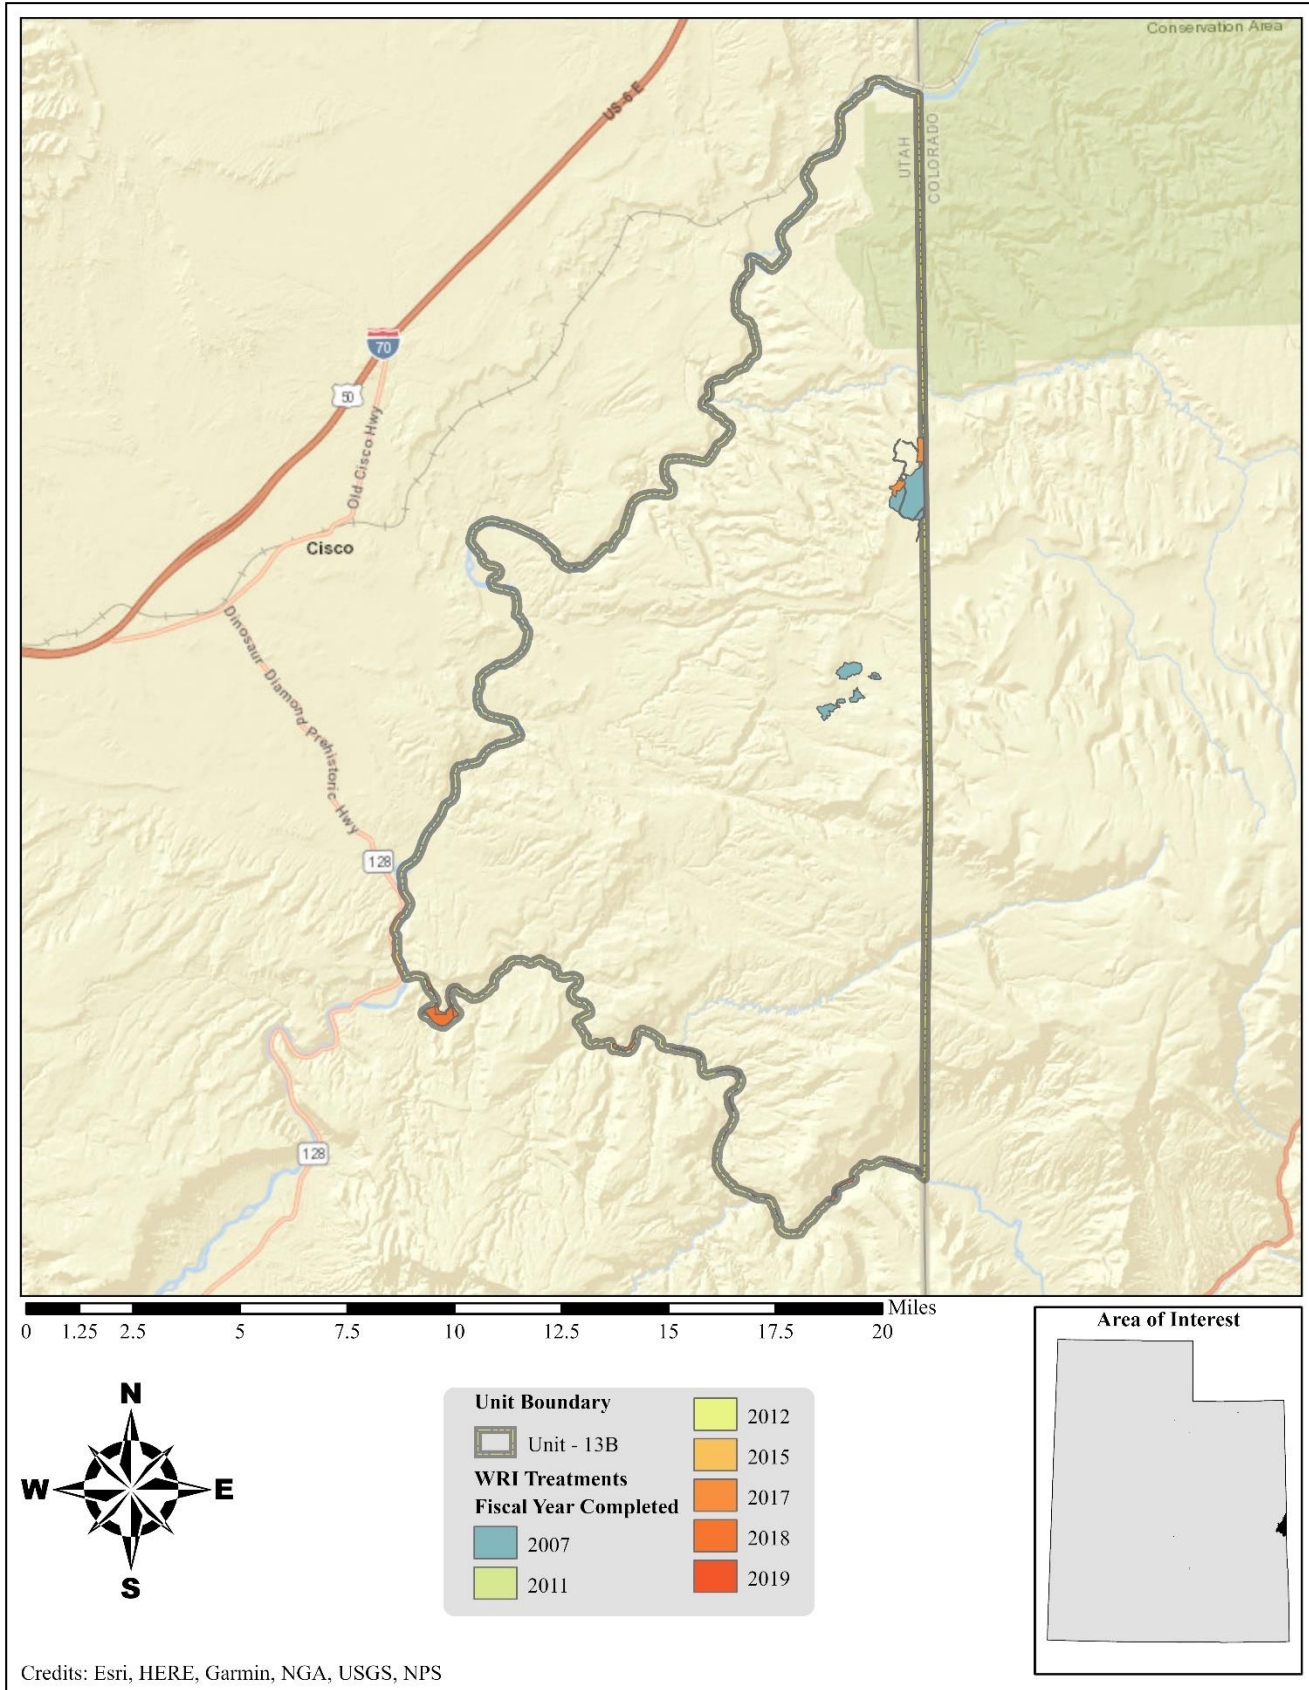 Conservation Area
US-6 E
UTAH
COLORADO
70
50
Old Cisco Hwy
Cisco
Dinosaur Diamond Prehistoric Hwy
128
128
Miles
0 1.25 2.5 5 7.5 10 12.5 15 17.5 20
Area of Interest
N
W E
S
Unit Boundary
Unit - 13B
WRI Treatments
Fiscal Year Completed
2007
2011
2012
2015
2017
2018
2019
Credits: Esri, HERE, Garmin, NGA, USGS, NPS